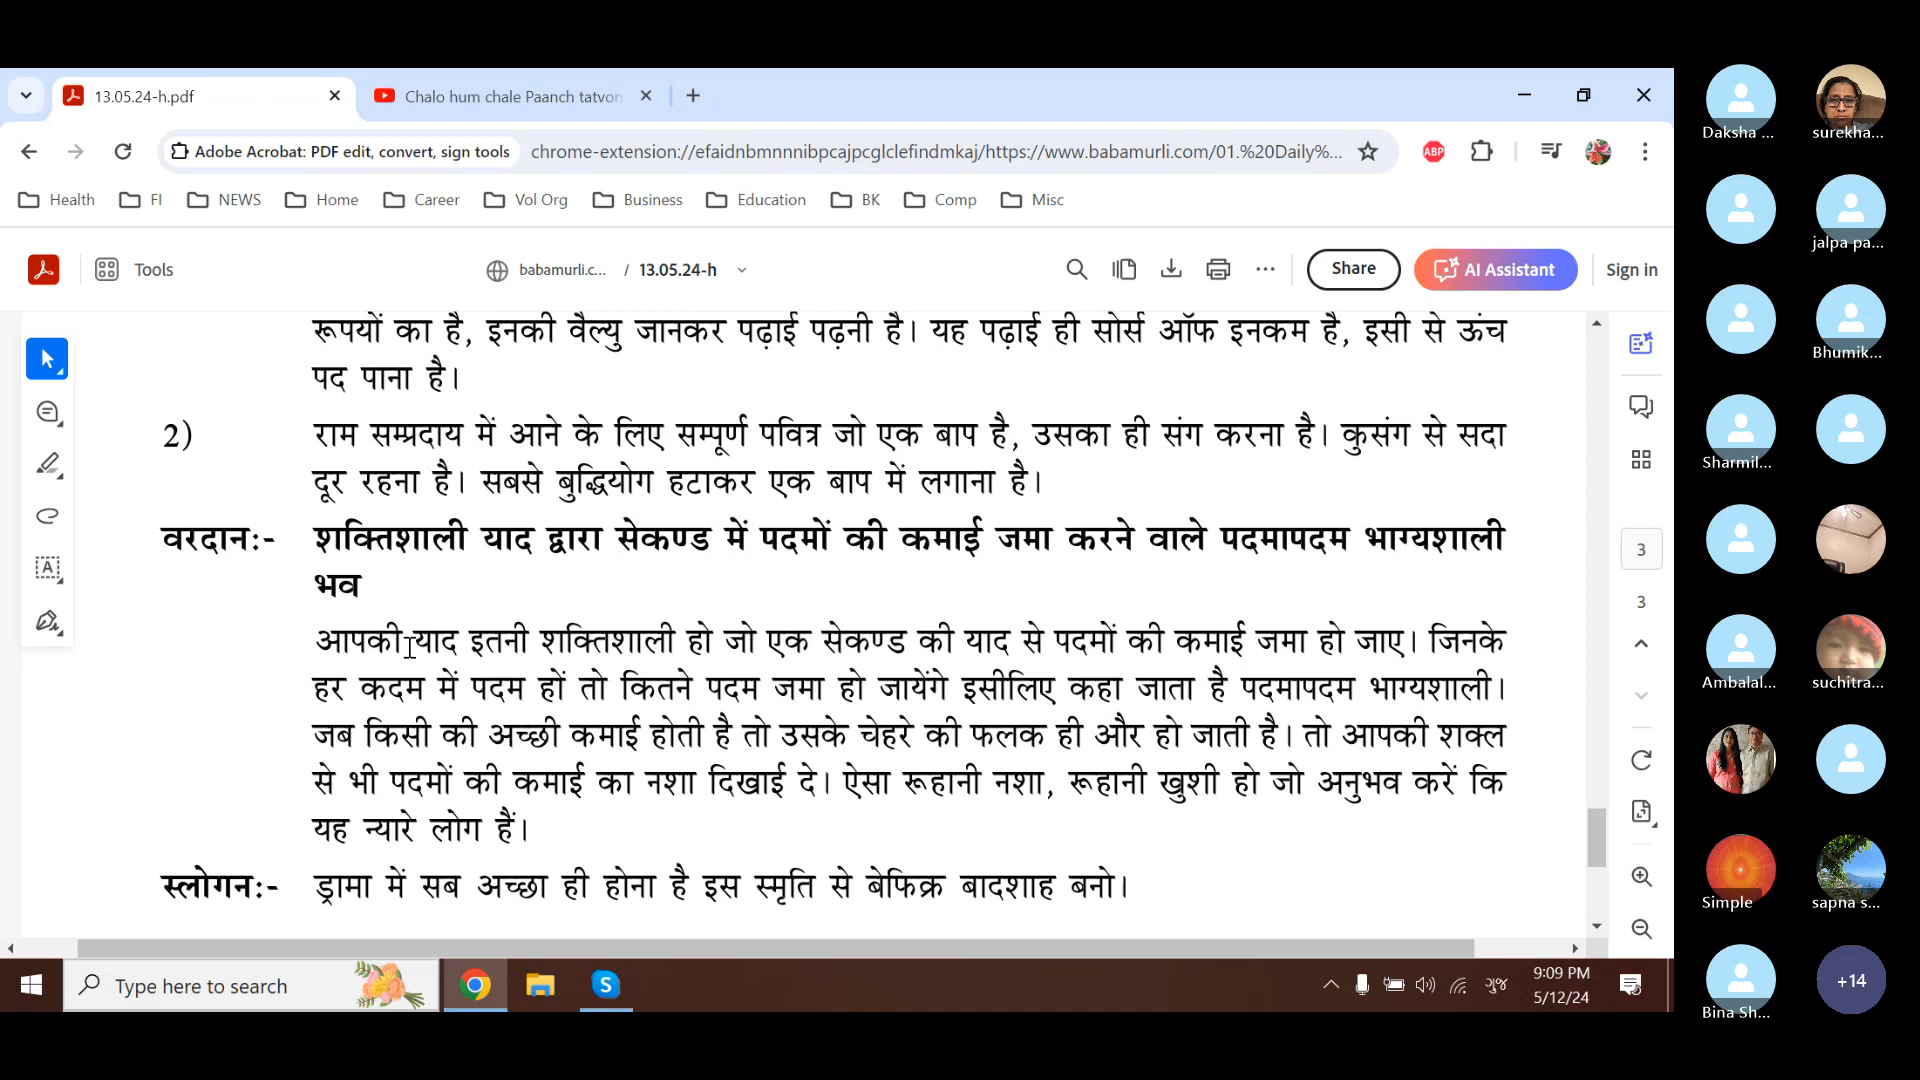 13.05.24-h.pdf
Chalo hum chale Paanch tatvon
Adobe Acrobat: PDF edit, convert, sign tools
chrome-extension://efaidnbmnnnibpcajpcglclefindmkaj/https://www.babamurli.com/01.%20Daily%...
ABP
Health FI NEWS Home Career Vol Org Business Education BK Comp Misc
Tools
babamurli.c... / 13.05.24-h
Share
AI Assistant
Sign in
रूपयों का है, इनकी वैल्यु जानकर पढ़ाई पढ़नी है। यह पढ़ाई ही सोर्स ऑफ इनकम है, इसी से ऊंच
पद पाना है।
2) राम सम्प्रदाय में आने के लिए सम्पूर्ण पवित्र जो एक बाप है, उसका ही संग करना है। कुसंग से सदा
दूर रहना है। सबसे बुद्धियोग हटाकर एक बाप में लगाना है।
वरदान:- शक्तिशाली याद द्वारा सेकण्ड में पदमों की कमाई जमा करने वाले पदमापदम भाग्यशाली
भव
आपकी याद इतनी शक्तिशाली हो जो एक सेकण्ड की याद से पदमों की कमाई जमा हो जाए। जिनके
हर कदम में पदम हों तो कितने पदम जमा हो जायेंगे इसीलिए कहा जाता है पदमापदम भाग्यशाली।
जब किसी की अच्छी कमाई होती है तो उसके चेहरे की फलक ही और हो जाती है। तो आपकी शक्ल
से भी पदमों की कमाई का नशा दिखाई दे। ऐसा रूहानी नशा, रूहानी खुशी हो जो अनुभव करें कि
यह न्यारे लोग हैं।
स्लोगन:- ड्रामा में सब अच्छा ही होना है इस स्मृति से बेफिक्र बादशाह बनो।
3
3
Type here to search
S
ગુજ
9:09 PM
5/12/24
Daksha ...
surekha...
jalpa pa...
Bhumik...
Sharmil...
Ambalal...
suchitra...
Simple
sapna s...
Bina Sh...
+14